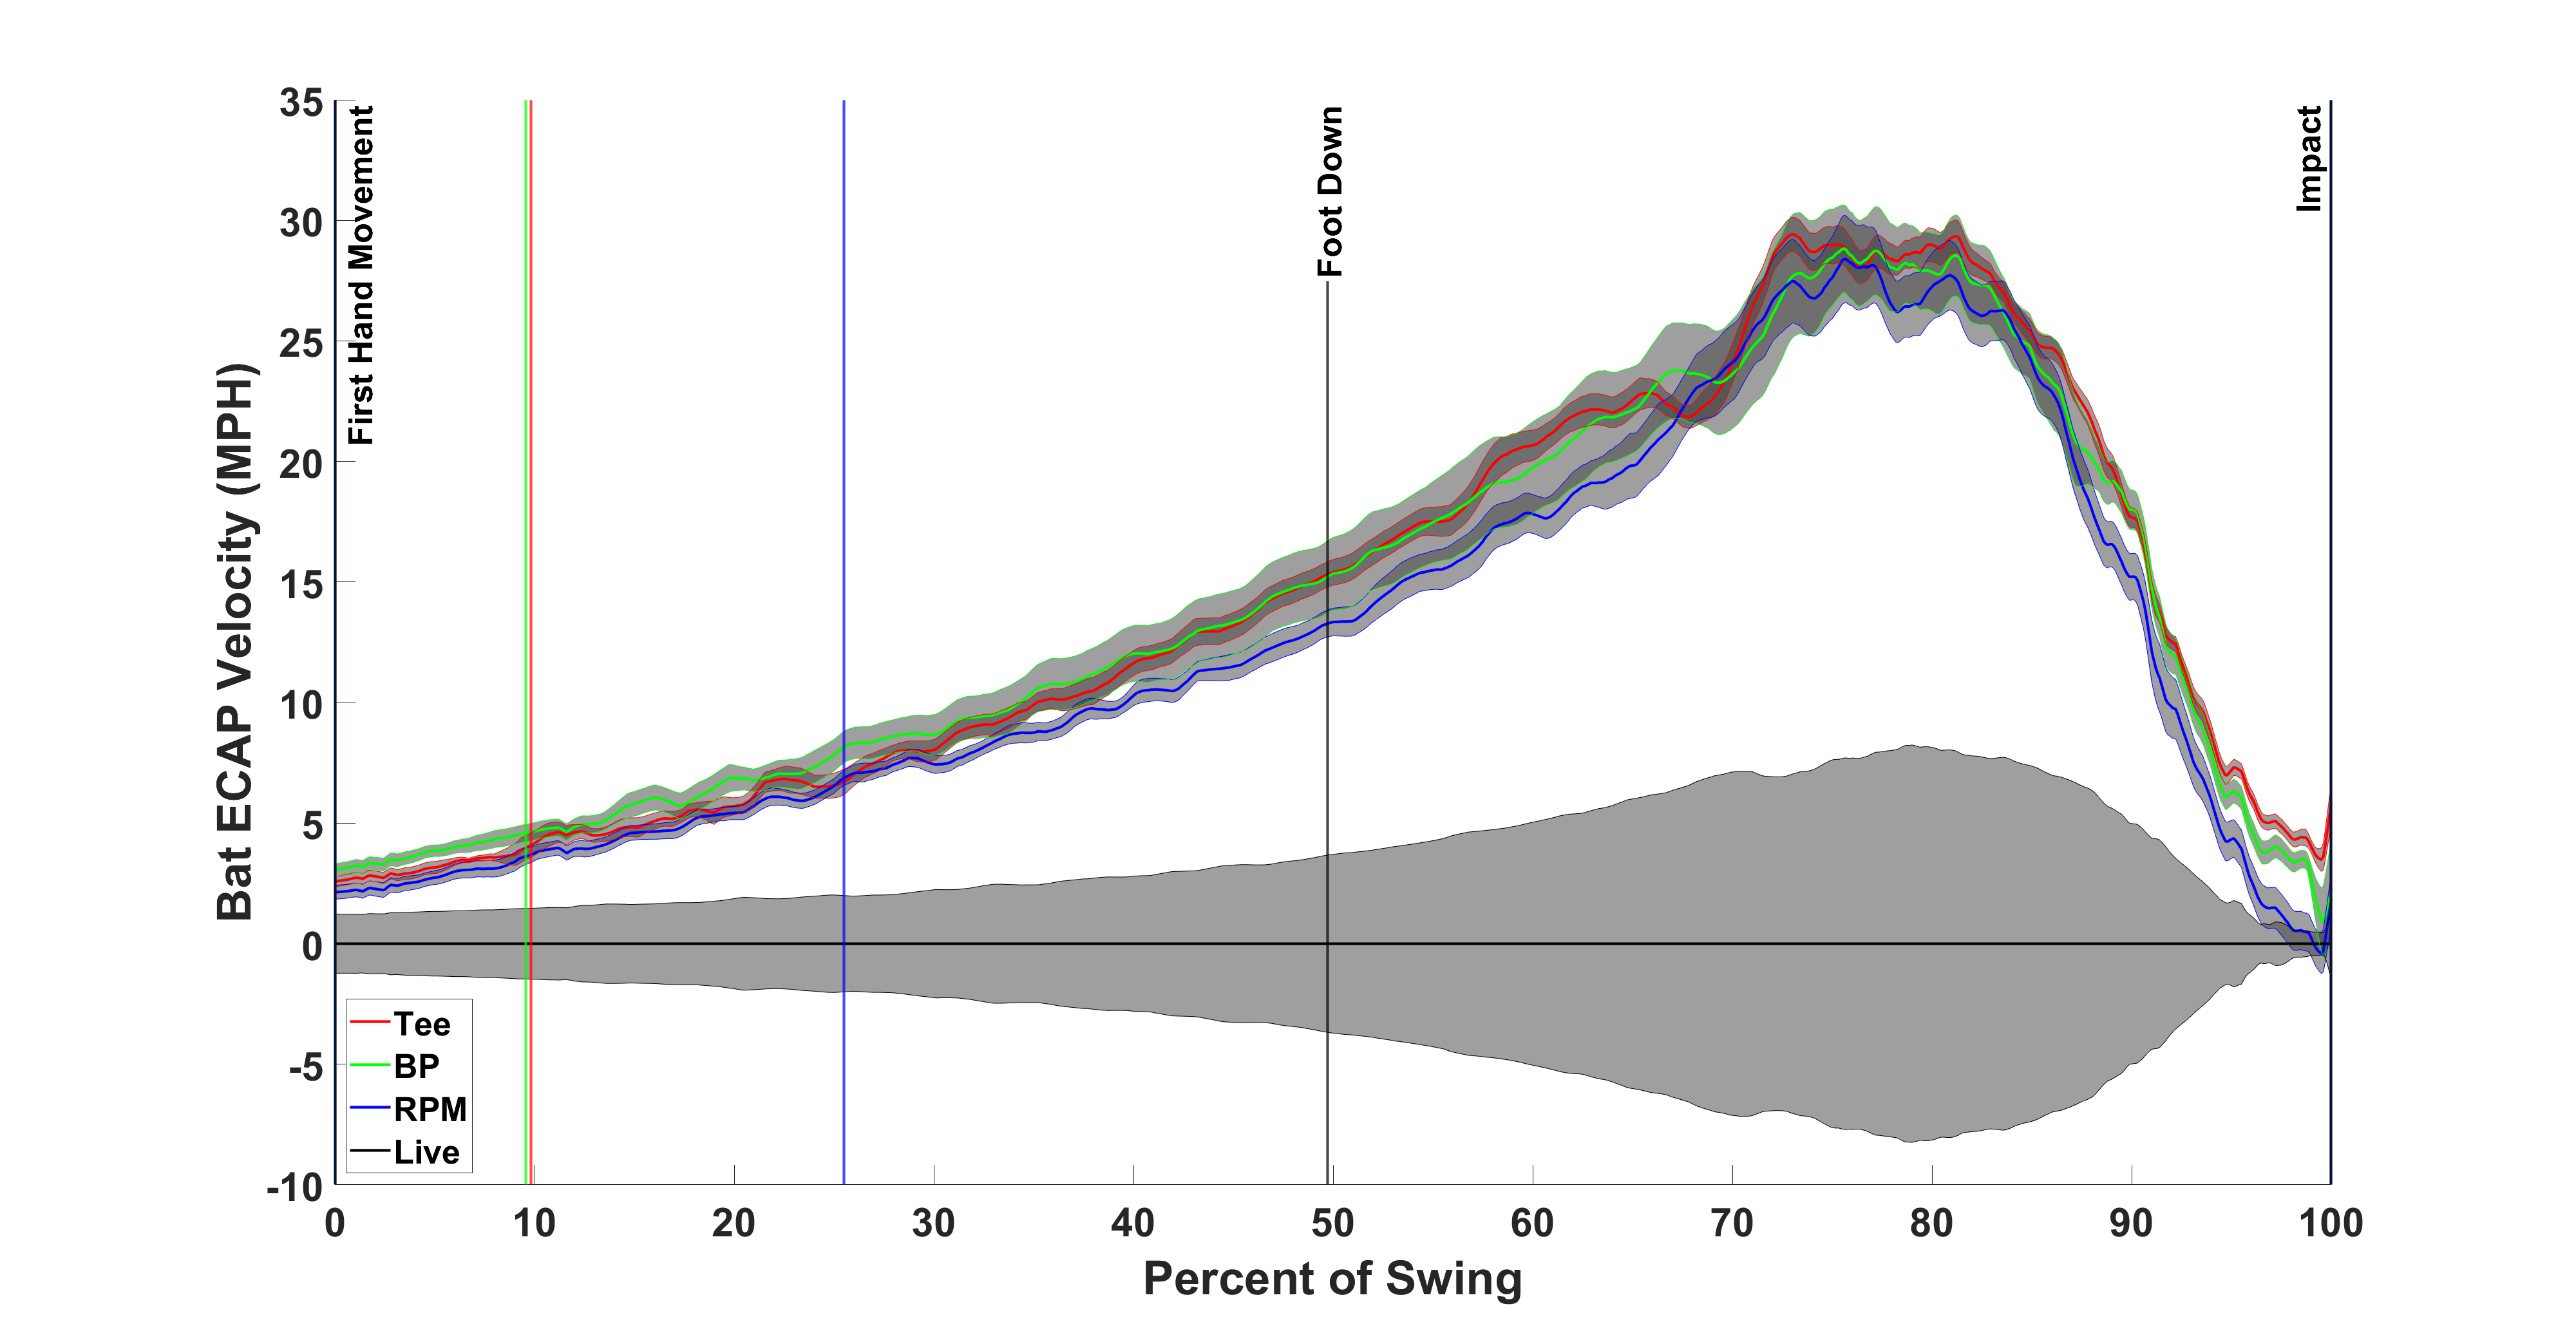 35
30
25
20
15
10
5
0
-5
-10
Bat ECAP Velocity (MPH)
First Hand Movement
Foot Down
Impact
Tee
BP
RPM
Live
0 10 20 30 40 50 60 70 80 90 100
Percent of Swing